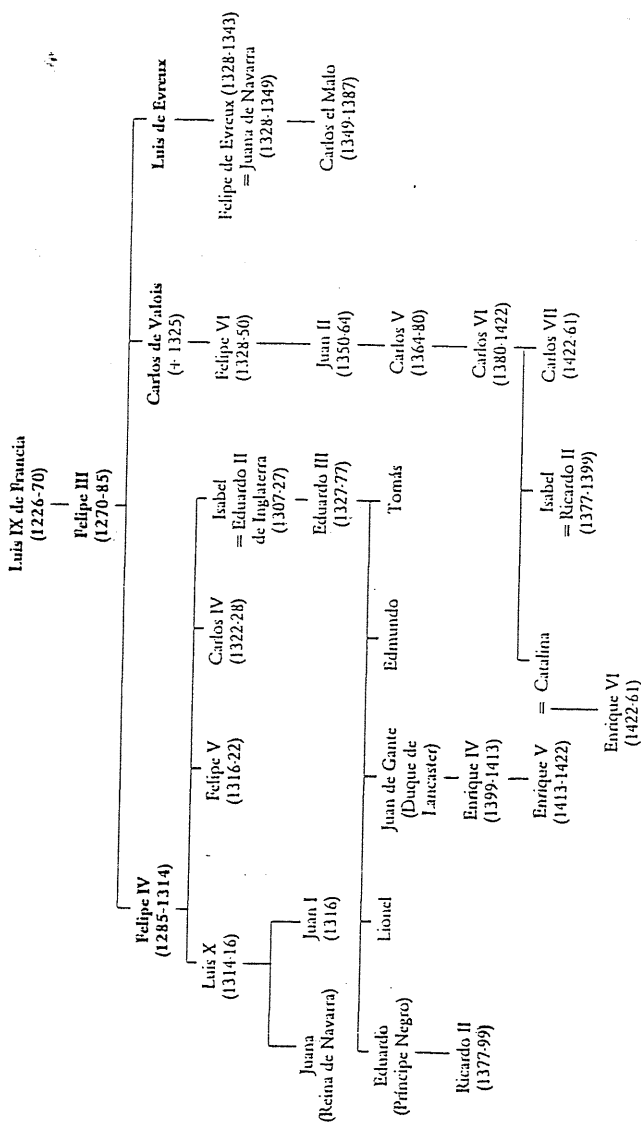 Luis IX de Francia
(1226-70)
Felipe III
(1270-85)
Felipe IV
(1285-1314)
Carlos de Valois
(+ 1325)
Luis de Evreux
Luis X
(1314-16)
Felipe V
(1316-22)
Carlos IV
(1322-28)
Isabel
= Eduardo II
de Inglaterra
(1307-27)
Felipe VI
(1328-50)
Felipe de Evreux (1328-1343)
= Juana de Navarra
(1328-1349)
Juana
(Reina de Navarra)
Juan I
(1316)
Eduardo III
(1327-77)
Juan II
(1350-64)
Carlos el Malo
(1349-1387)
Eduardo
(Príncipe Negro)
Lionel
Juan de Gante
(Duque de
Lancaster)
Edmundo
Tomás
Carlos V
(1364-80)
Ricardo II
(1377-99)
Enrique IV
(1399-1413)
Carlos VI
(1380-1422)
Enrique V
(1413-1422)
= Catalina
Isabel
= Ricardo II
(1377-1399)
Carlos VII
(1422-61)
Enrique VI
(1422-61)